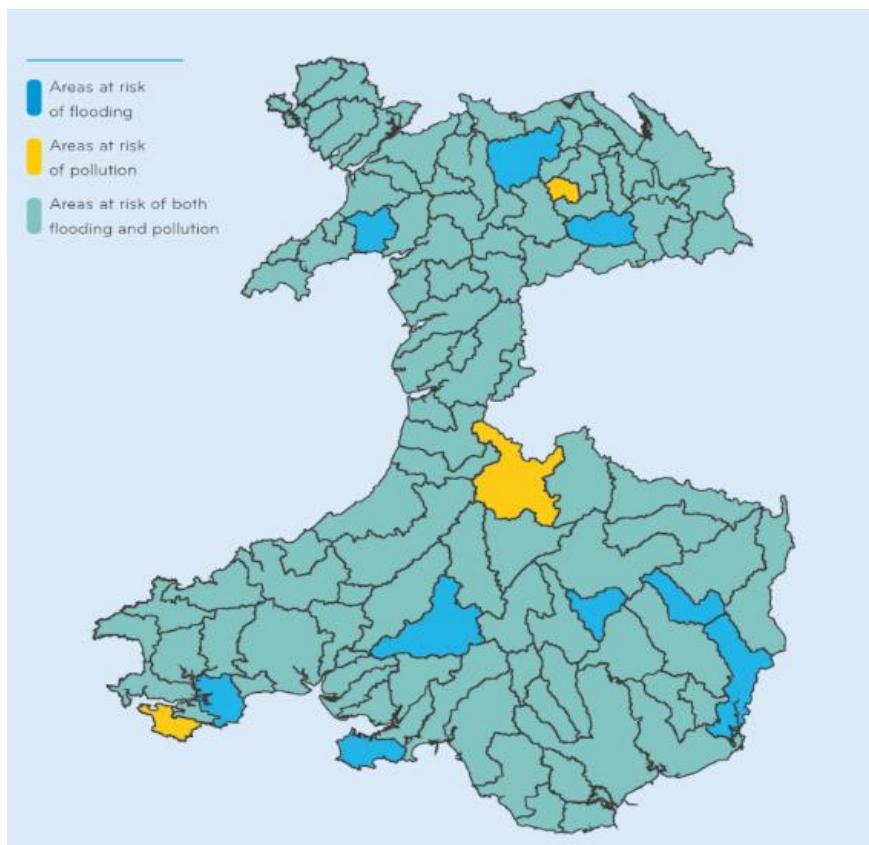 Areas at risk
of flooding
Areas at risk
of pollution
Areas at risk of both
flooding and pollution